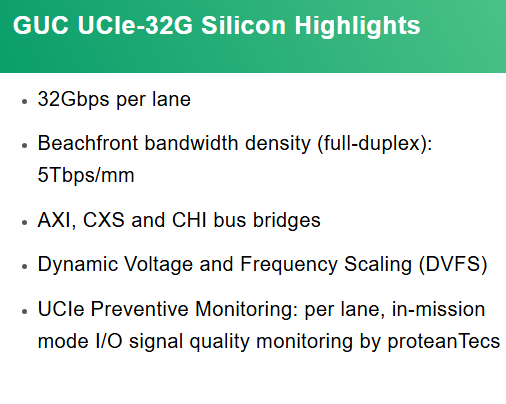 GUC UCIe-32G Silicon Highlights
• 32Gbps per lane
• Beachfront bandwidth density (full-duplex):
5Tbps/mm
• AXI, CXS and CHI bus bridges
• Dynamic Voltage and Frequency Scaling (DVFS)
• UCIe Preventive Monitoring: per lane, in-mission
mode I/O signal quality monitoring by proteanTecs